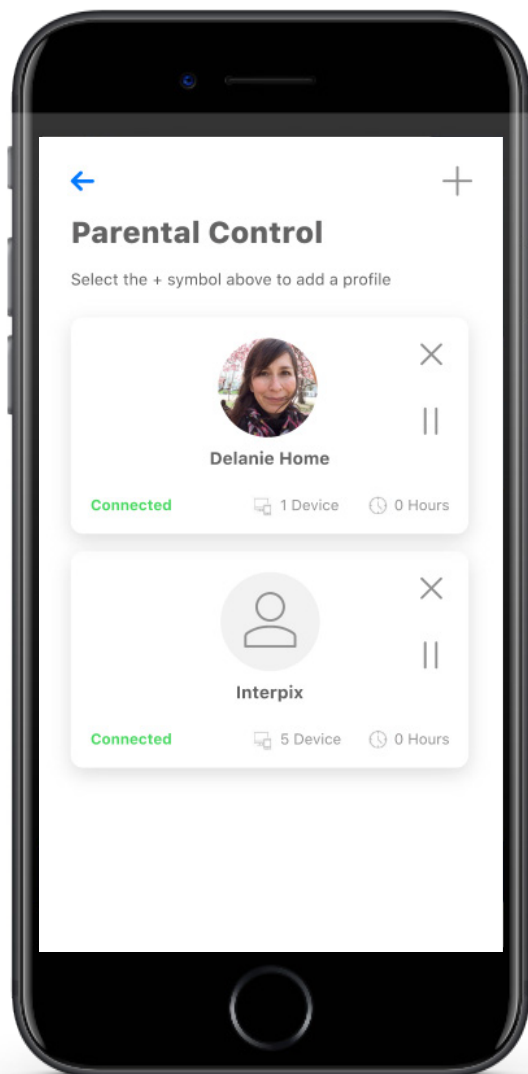 Parental Control
Select the + symbol above to add a profile
Delanie Home
Connected 1 Device 0 Hours
Interpix
Connected 5 Device 0 Hours